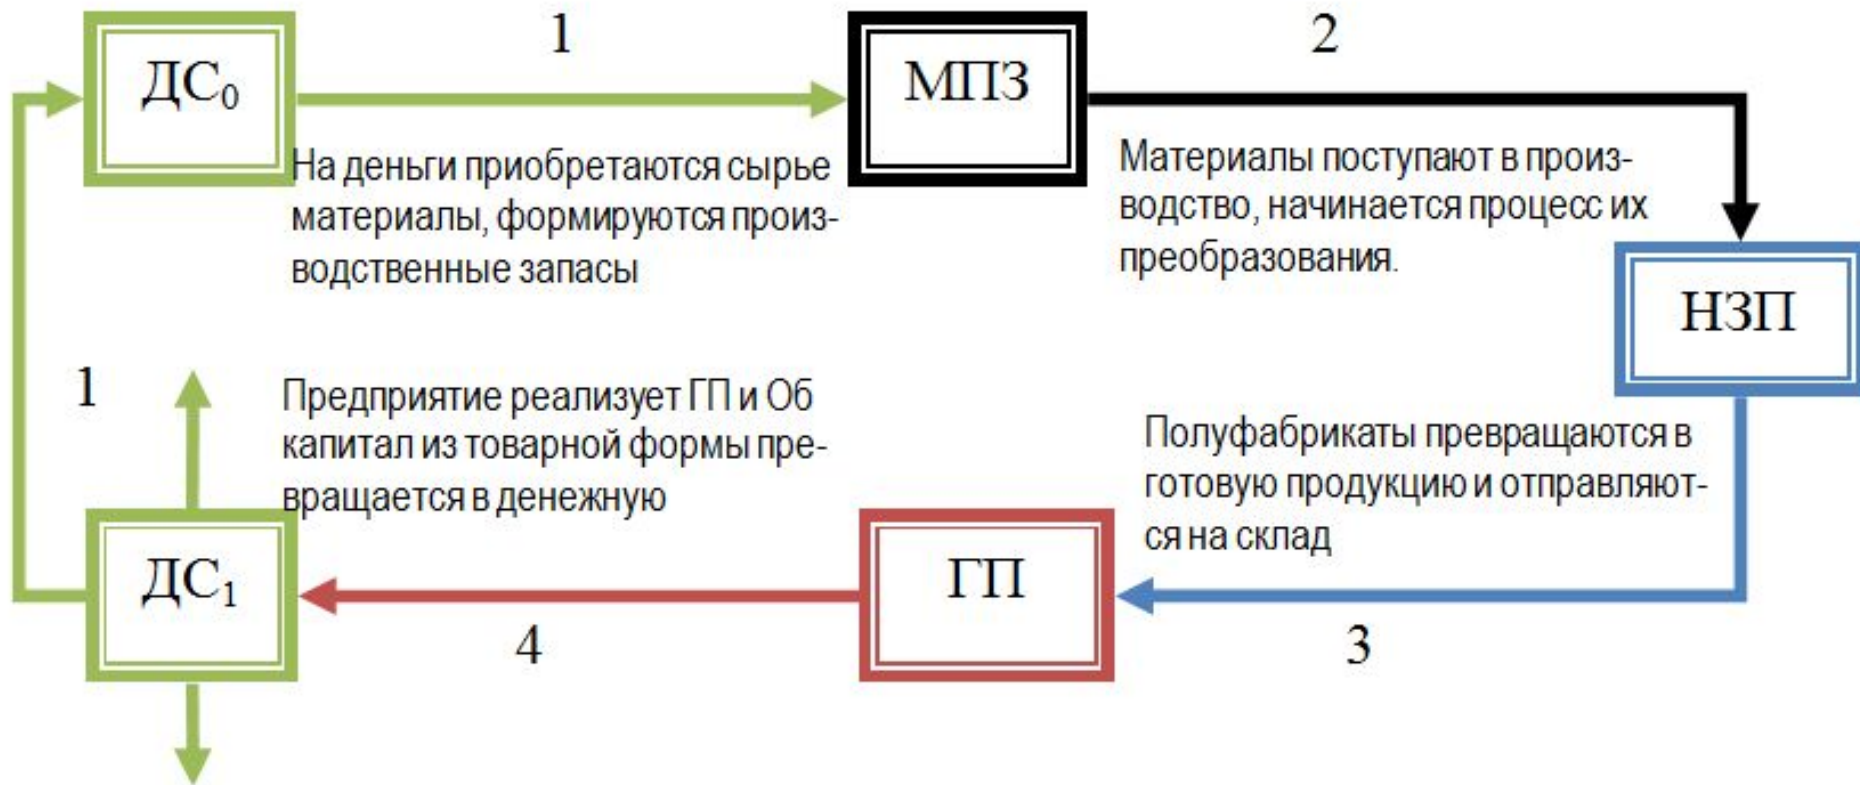 ДС₀
1
МПЗ
2
На деньги приобретаются сырье
материалы, формируются произ-
водственные запасы
Материалы поступают в произ-
водство, начинается процесс их
преобразования.
НЗП
1
Предприятие реализует ГП и Об
капитал из товарной формы пре-
вращается в денежную
Полуфабрикаты превращаются в
готовую продукцию и отправляют-
ся на склад
ДС₁
4
ГП
3